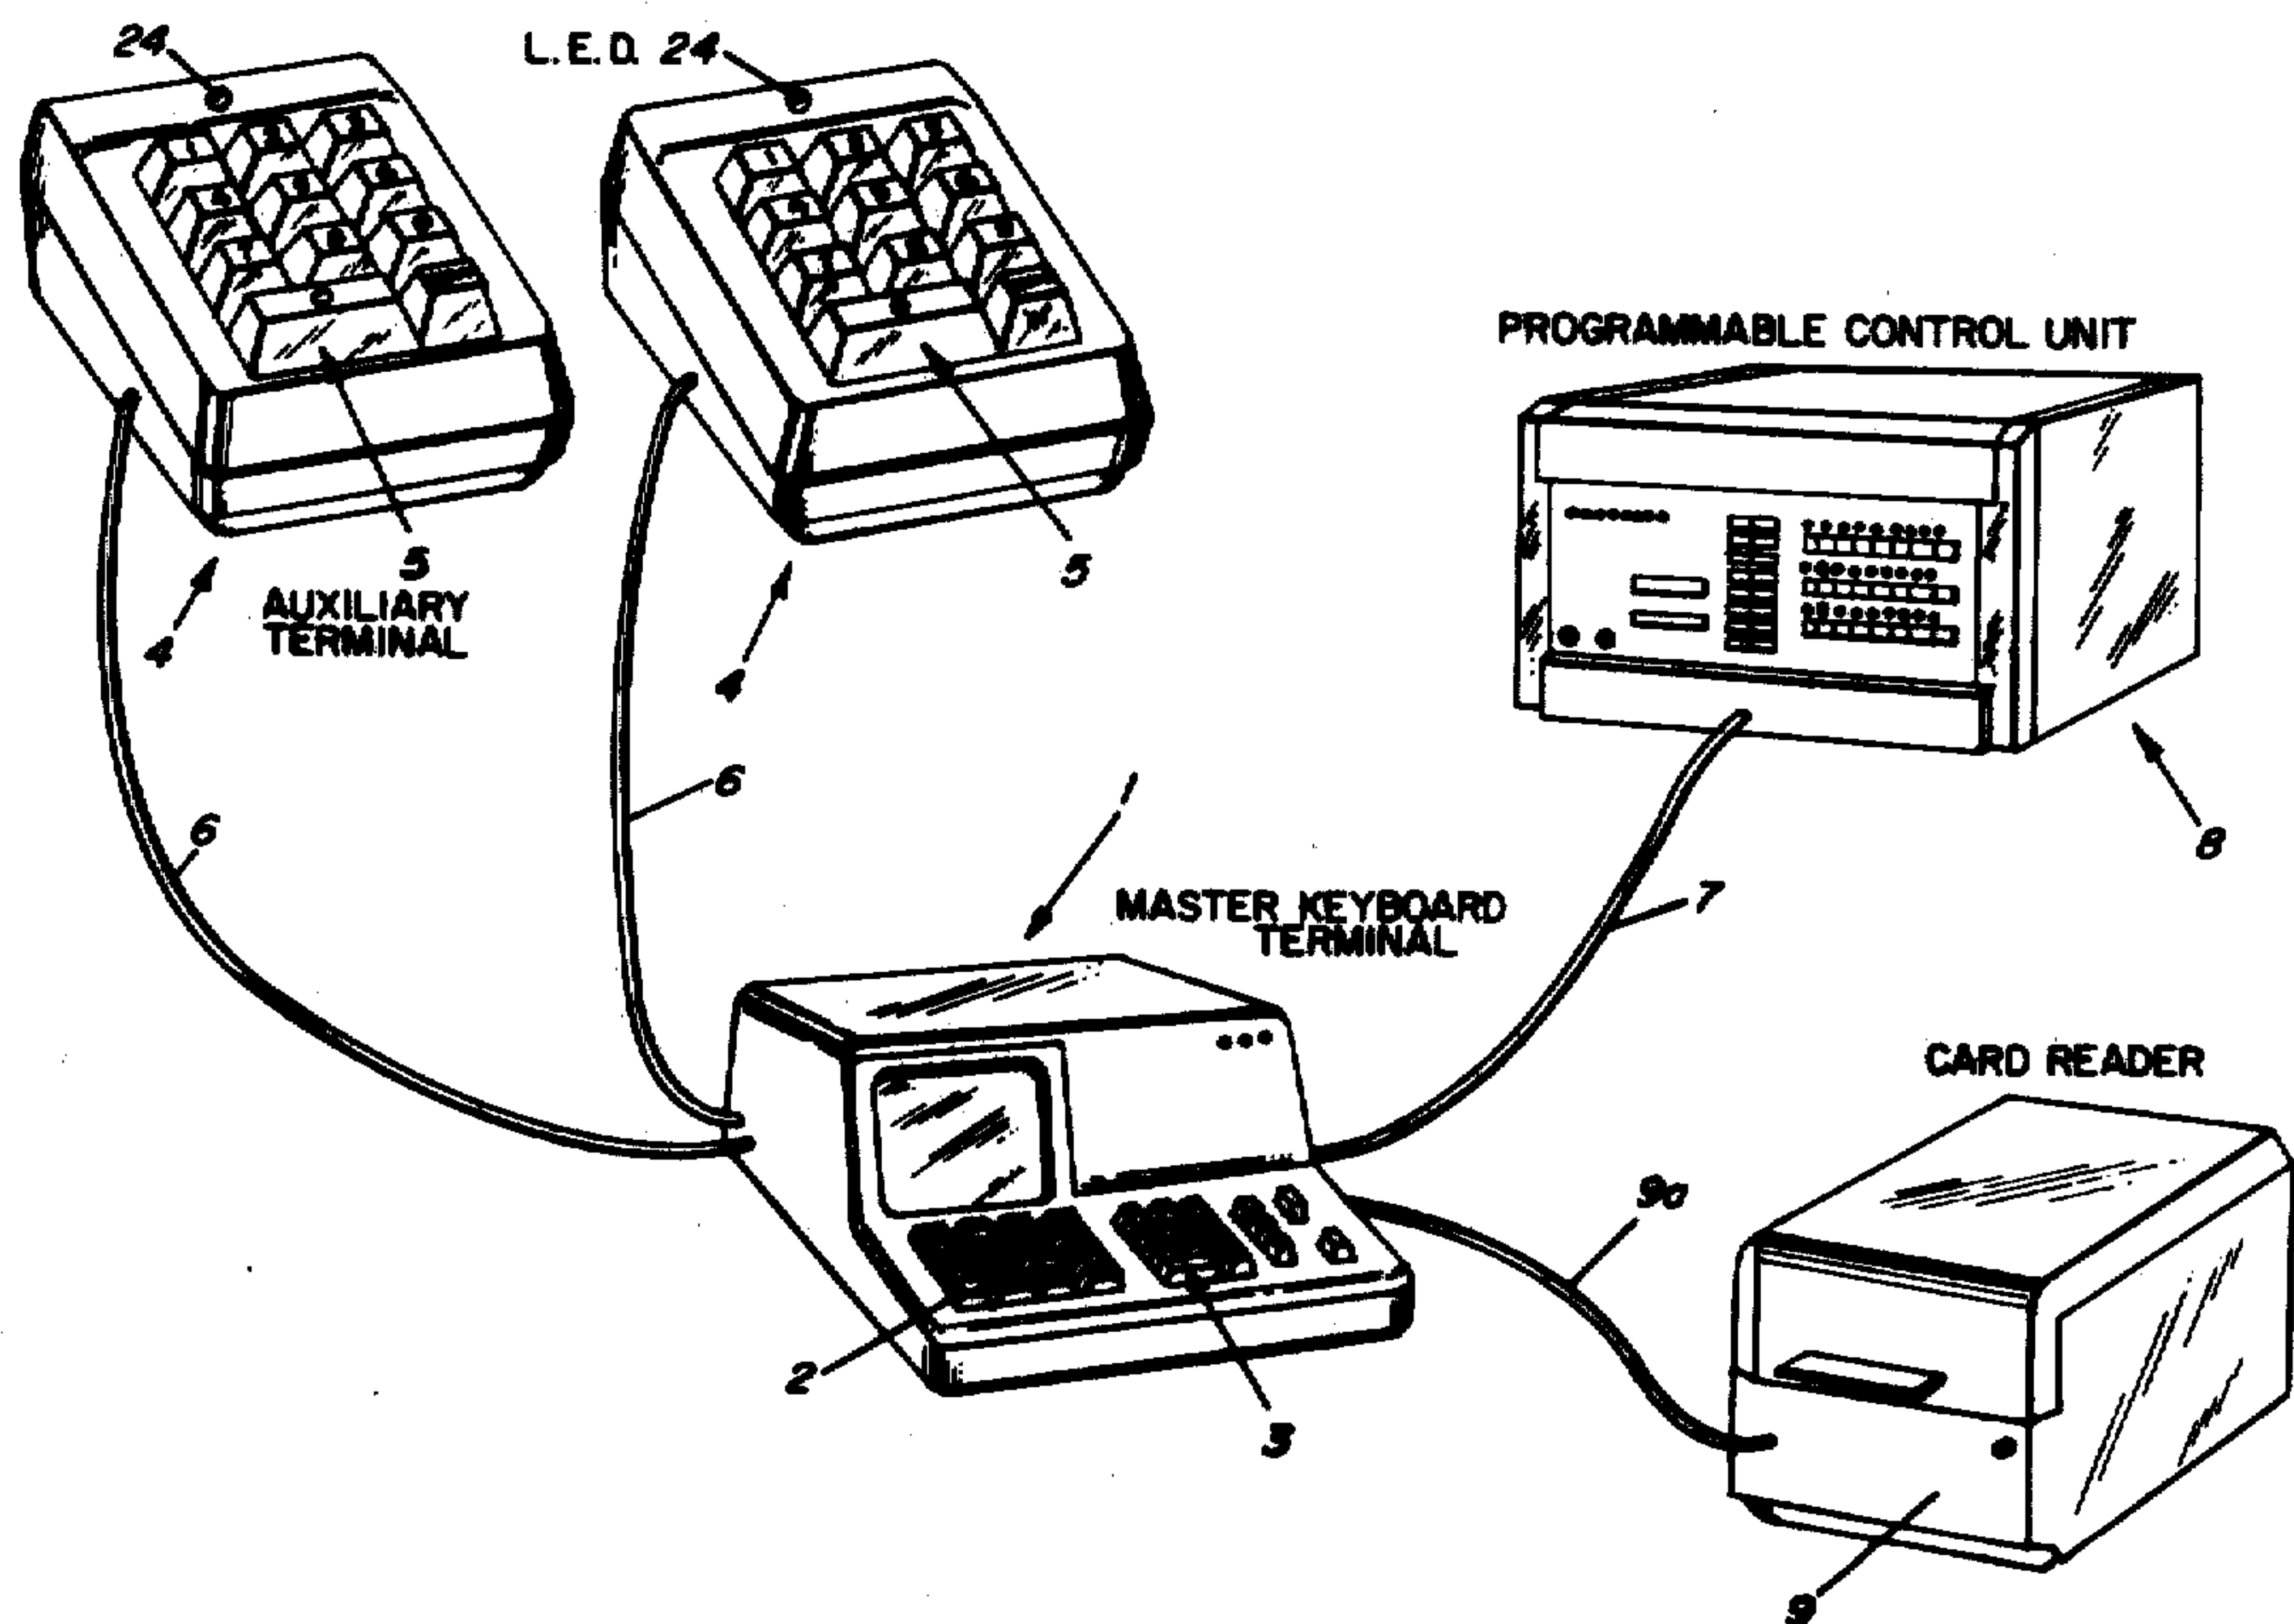 24
L.E.D. 24
PROGRAMMABLE CONTROL UNIT
5
5
AUXILIARY
TERMINAL
4
4
6
6
1
8
MASTER KEYBOARD
TERMINAL
7
CARD READER
9a
2
3
9